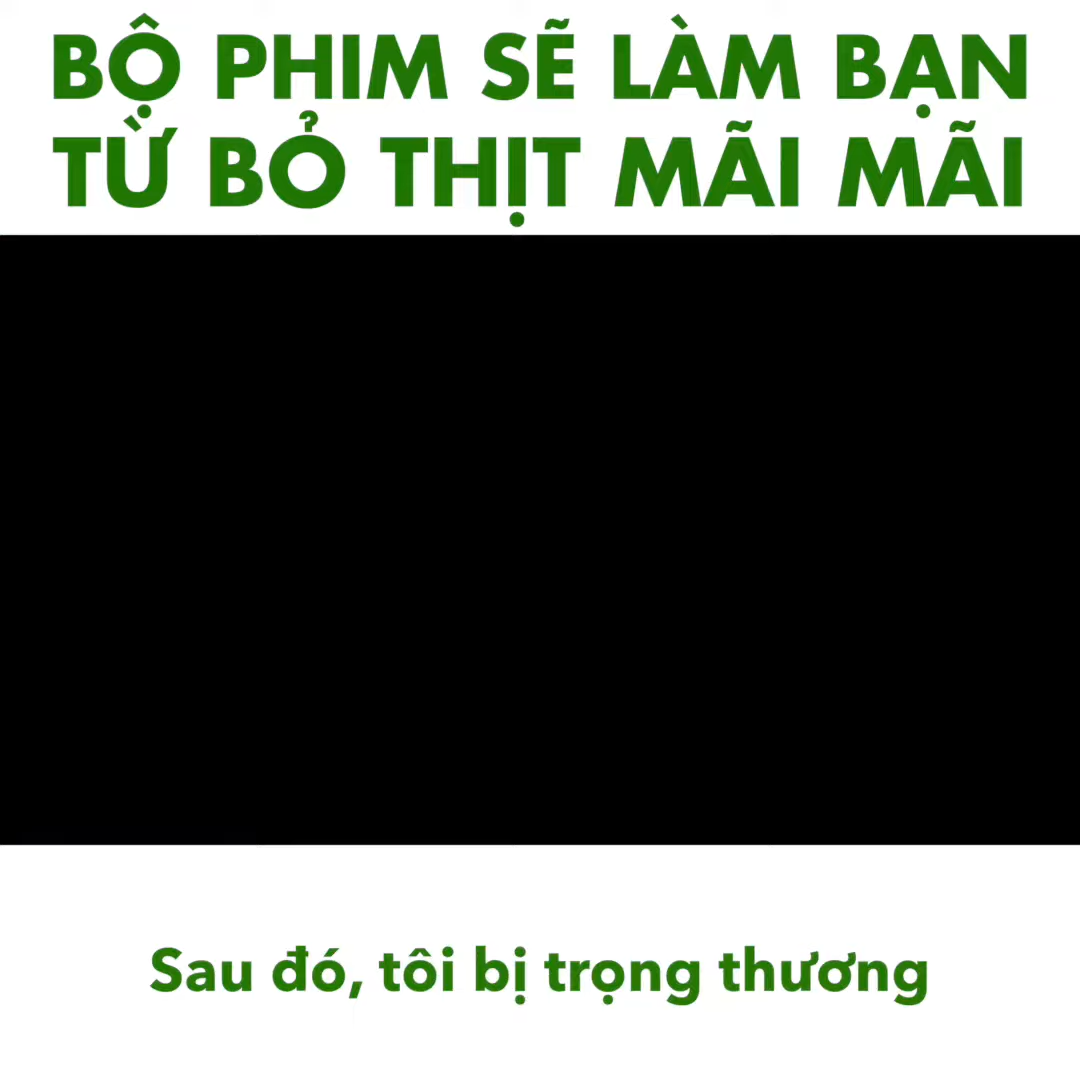 BỘ PHIM SẼ LÀM BẠN
TỪ BỎ THỊT MÃI MÃI
Sau đó, tôi bị trọng thương